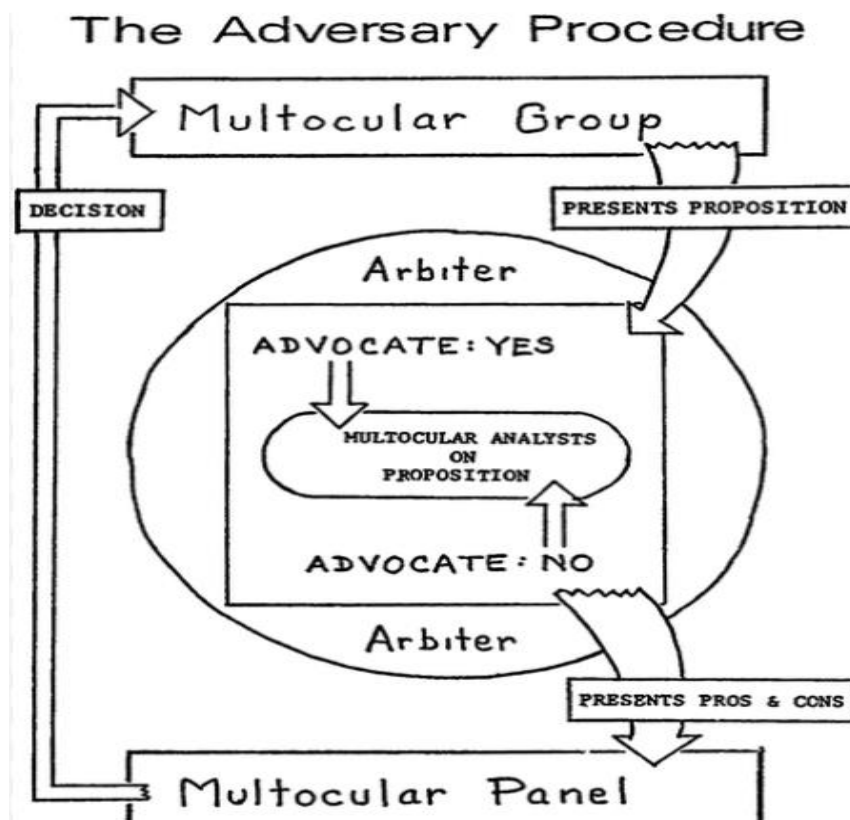 The Adversary Procedure
Multocular Group
DECISION
PRESENTS PROPOSITION
Arbiter
ADVOCATE: YES
MULTOCULAR ANALYSTS
ON
PROPOSITION
ADVOCATE: NO
Arbiter
PRESENTS PROS & CONS
Multocular Panel